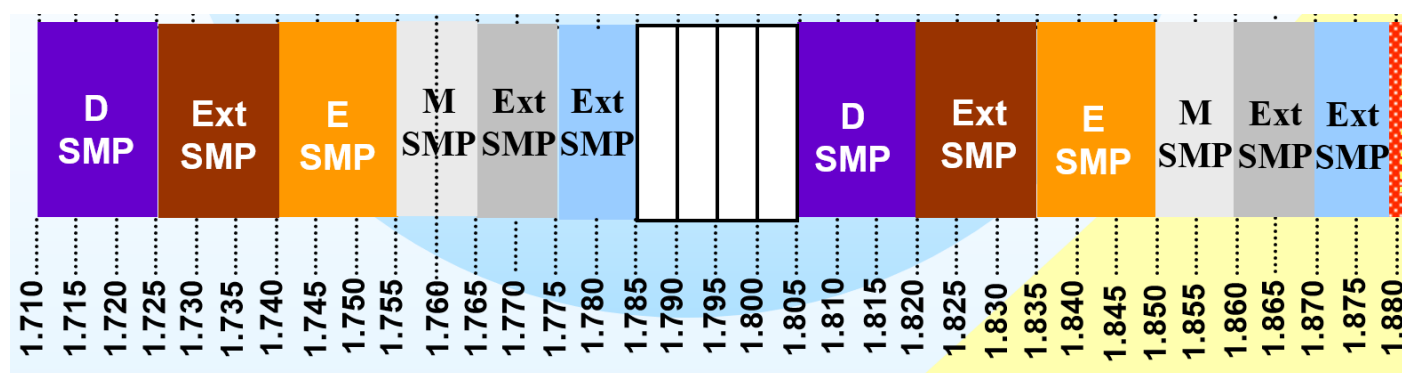 D
SMP
Ext
SMP
E
SMP
M
SMP
Ext
SMP
Ext
SMP
D
SMP
Ext
SMP
E
SMP
M
SMP
Ext
SMP
Ext
SMP
1.710
1.715
1.720
1.725
1.730
1.735
1.740
1.745
1.750
1.755
1.760
1.765
1.770
1.775
1.780
1.785
1.790
1.795
1.800
1.805
1.810
1.815
1.820
1.825
1.830
1.835
1.840
1.845
1.850
1.855
1.860
1.865
1.870
1.875
1.880